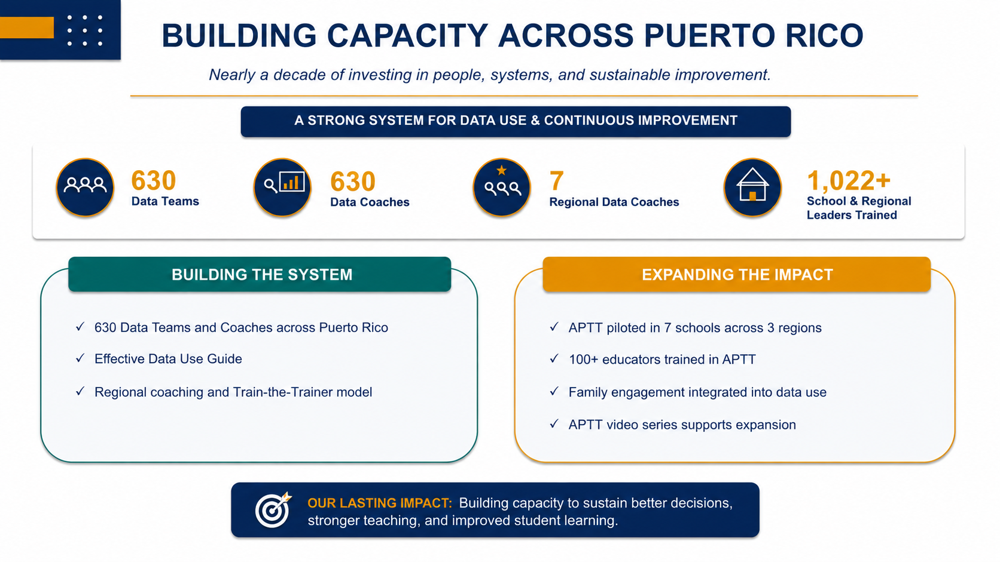 BUILDING CAPACITY ACROSS PUERTO RICO
Nearly a decade of investing in people, systems, and sustainable improvement.
A STRONG SYSTEM FOR DATA USE & CONTINUOUS IMPROVEMENT
630
Data Teams
630
Data Coaches
7
Regional Data Coaches
1,022+
School & Regional
Leaders Trained
BUILDING THE SYSTEM
✓ 630 Data Teams and Coaches across Puerto Rico
✓ Effective Data Use Guide
✓ Regional coaching and Train-the-Trainer model
EXPANDING THE IMPACT
✓ APTT piloted in 7 schools across 3 regions
✓ 100+ educators trained in APTT
✓ Family engagement integrated into data use
✓ APTT video series supports expansion
OUR LASTING IMPACT: Building capacity to sustain better decisions,
stronger teaching, and improved student learning.